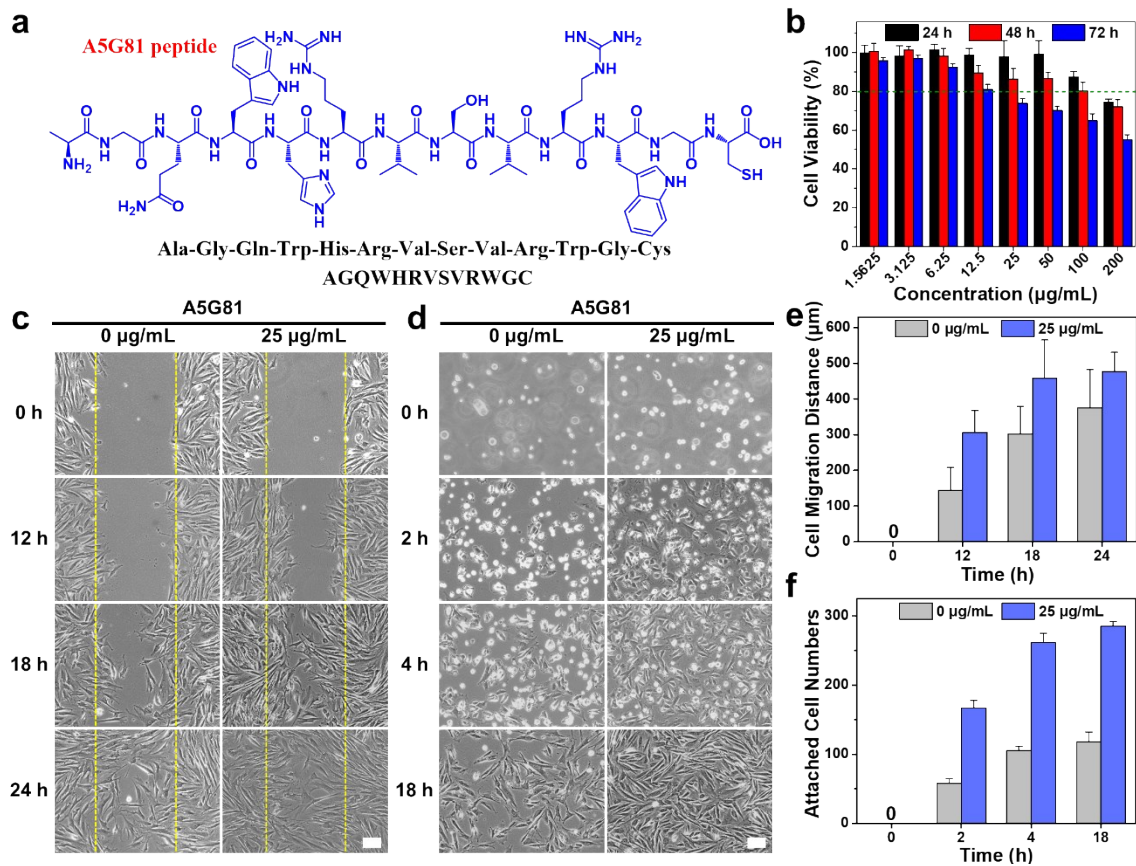 a
A5G81 peptide
H2N
NH
HN
NH
HN
NH2
NH
HN
OH
NH2
O
N
H
H2N
O
N
HN
SH
OH
Ala-Gly-Gln-Trp-His-Arg-Val-Ser-Val-Arg-Trp-Gly-Cys
AGQWHRVSVRWGC
b
24 h 48 h 72 h
Cell Viability (%)
120
100
80
60
40
20
0
1.5625 3.125 6.25 12.5 25 50 100 200
Concentration (µg/mL)
c
A5G81
0 µg/mL 25 µg/mL
0 h
12 h
18 h
24 h
d
A5G81
0 µg/mL 25 µg/mL
0 h
2 h
4 h
18 h
e
0 µg/mL 25 µg/mL
Cell Migration Distance (µm)
600
500
400
300
200
100
0
0
0 12 18 24
Time (h)
f
0 µg/mL 25 µg/mL
Attached Cell Numbers
300
200
100
0
0
0 2 4 18
Time (h)